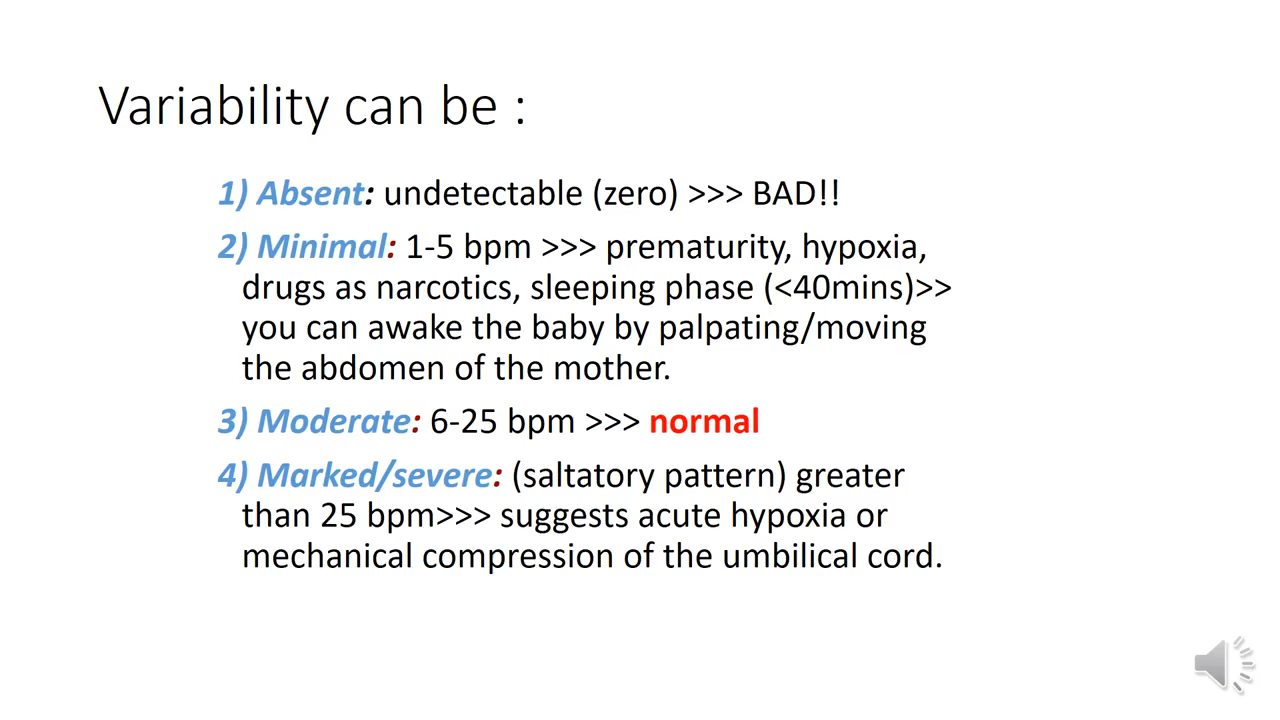 Variability can be :
1) Absent: undetectable (zero) >>> BAD!!
2) Minimal: 1-5 bpm >>> prematurity, hypoxia,
drugs as narcotics, sleeping phase (<40mins)>>
you can awake the baby by palpating/moving
the abdomen of the mother.
3) Moderate: 6-25 bpm >>> normal
4) Marked/severe: (saltatory pattern) greater
than 25 bpm>>> suggests acute hypoxia or
mechanical compression of the umbilical cord.